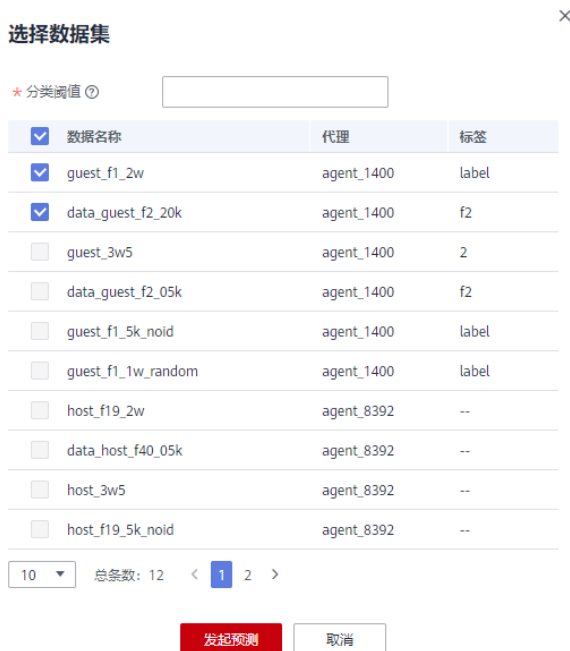 选择数据集
* 分类阈值 ?
数据名称 代理 标签
guest_f1_2w agent_1400 label
data_guest_f2_20k agent_1400 f2
guest_3w5 agent_1400 2
data_guest_f2_05k agent_1400 f2
guest_f1_5k_noid agent_1400 label
guest_f1_1w_random agent_1400 label
host_f19_2w agent_8392 --
data_host_f40_05k agent_8392 --
host_3w5 agent_8392 --
host_f19_5k_noid agent_8392 --
10 总条数: 12 < 1 2 >
发起预测 取消